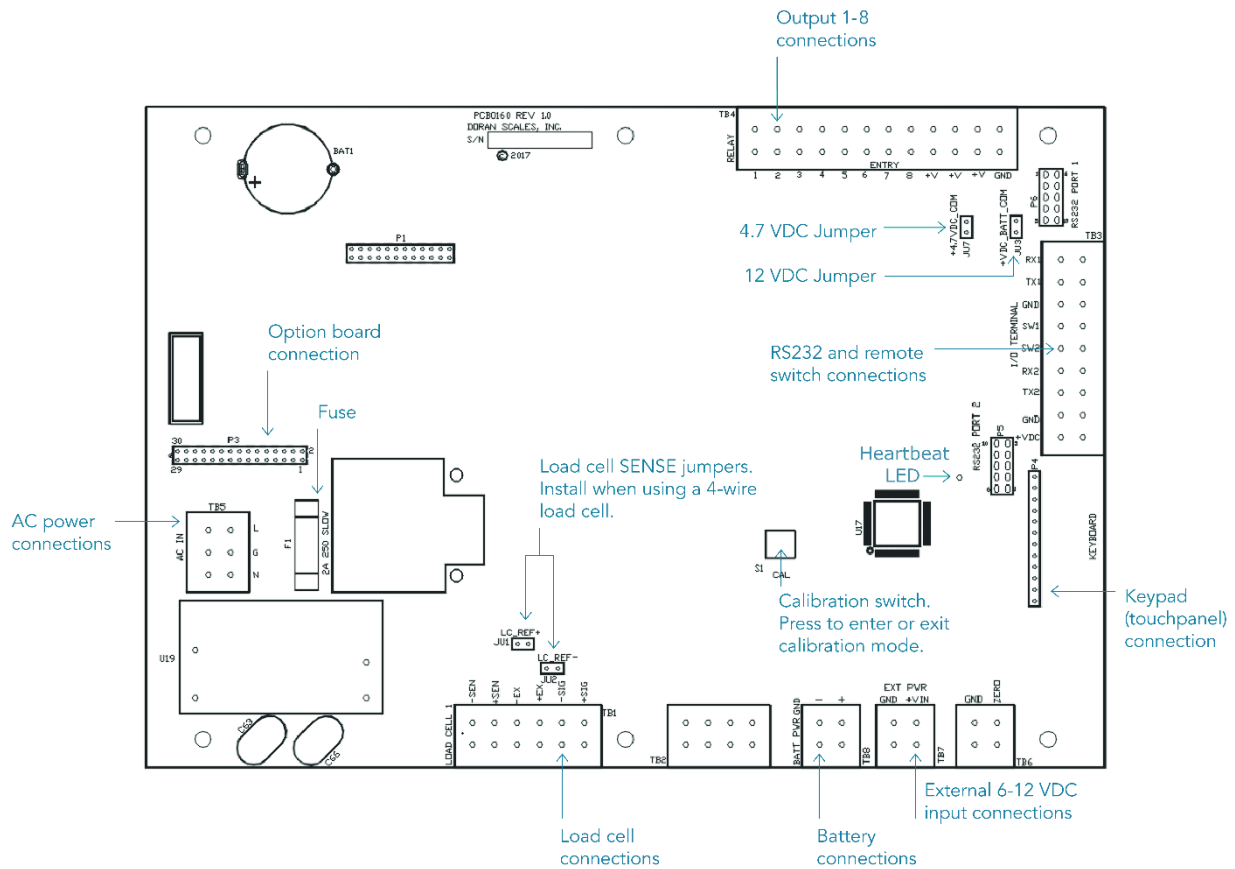 Output 1-8
connections
PCB0160 REV 1.0
DORAN SCALES, INC.
S/N
2017
BAT1
+
P1
TB4
RELAY
ENTRY
1 2 3 4 5 6 7 8 +V +V +V GND
P6
RS232 PORT 1
4.7 VDC Jumper
+4.7VDC_COM
JU7
12 VDC Jumper
+VDC_BATT_COM
JU3
TB3
RX1
TX1
GND
SW1
SW2
RX2
TX2
GND
+VDC
I/O TERMINAL
RS232 and remote
switch connections
Option board
connection
P3
30
29
2
1
Fuse
F1
2A 250 SLOW
AC power
connections
TB5
AC IN
L
G
N
Load cell SENSE jumpers.
Install when using a 4-wire
load cell.
Heartbeat
LED
RS232 PORT 2
P5
P4
KEYBOARD
U17
S1
CAL
Calibration switch.
Press to enter or exit
calibration mode.
Keypad
(touchpanel)
connection
U19
C63
C66
LC_REF+
JU1
LC_REF-
JU2
-SEN
+SEN
-EX
+EX
-SIG
+SIG
LOAD CELL 1
TB1
TB2
BATT PWR GND
- +
TB8
EXT PWR
GND +VIN
TB7
GND
ZERO
TB6
External 6-12 VDC
input connections
Load cell
connections
Battery
connections